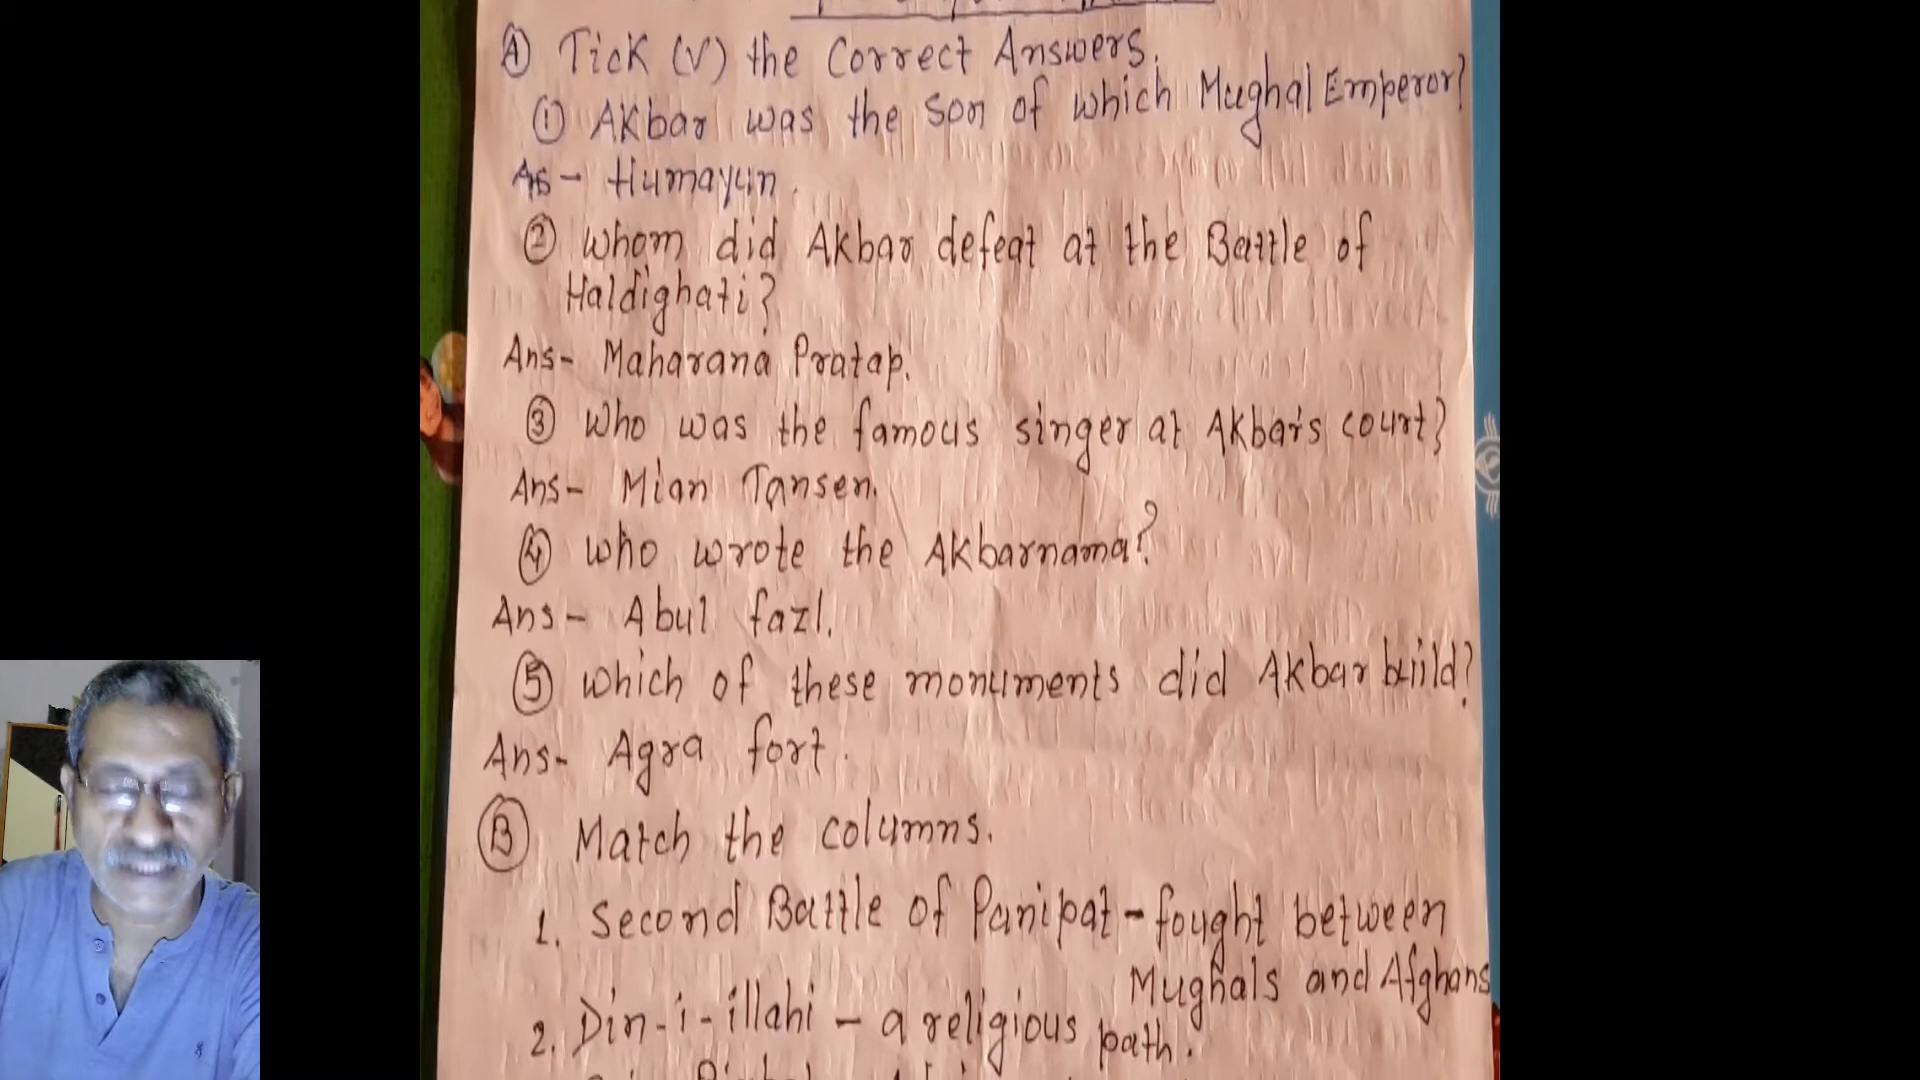 A Tick (V) the Correct Answers.
1 Akbar was the son of which Mughal Emperor?
As - Humayun.
2 Whom did Akbar defeat at the Battle of
Haldighati?
Ans- Maharana Pratap.
3 Who was the famous singer at Akbar's court?
Ans- Mian Tansen.
4 who wrote the Akbarnama?
Ans- Abul fazl.
5 which of these monuments did Akbar build?
Ans- Agra fort.
B Match the columns.
1. Second Battle of Panipat - fought between
Mughals and Afghans
2. Din-i-illahi - a religious path.